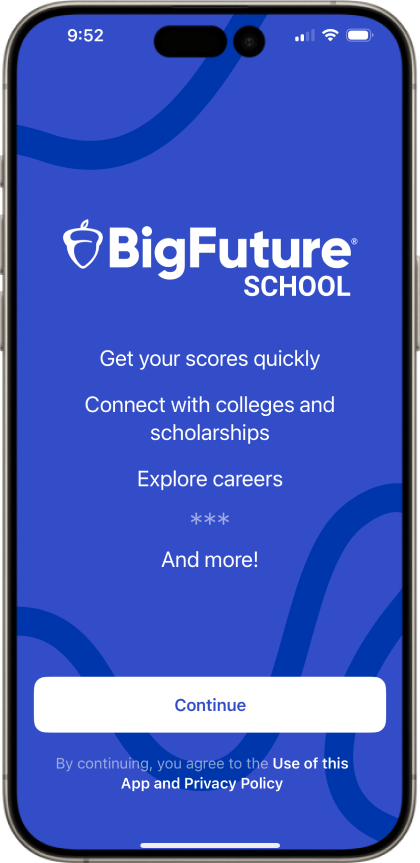 9:52
BigFuture®
SCHOOL
Get your scores quickly
Connect with colleges and
scholarships
Explore careers
***
And more!
Continue
By continuing, you agree to the Use of this
App and Privacy Policy